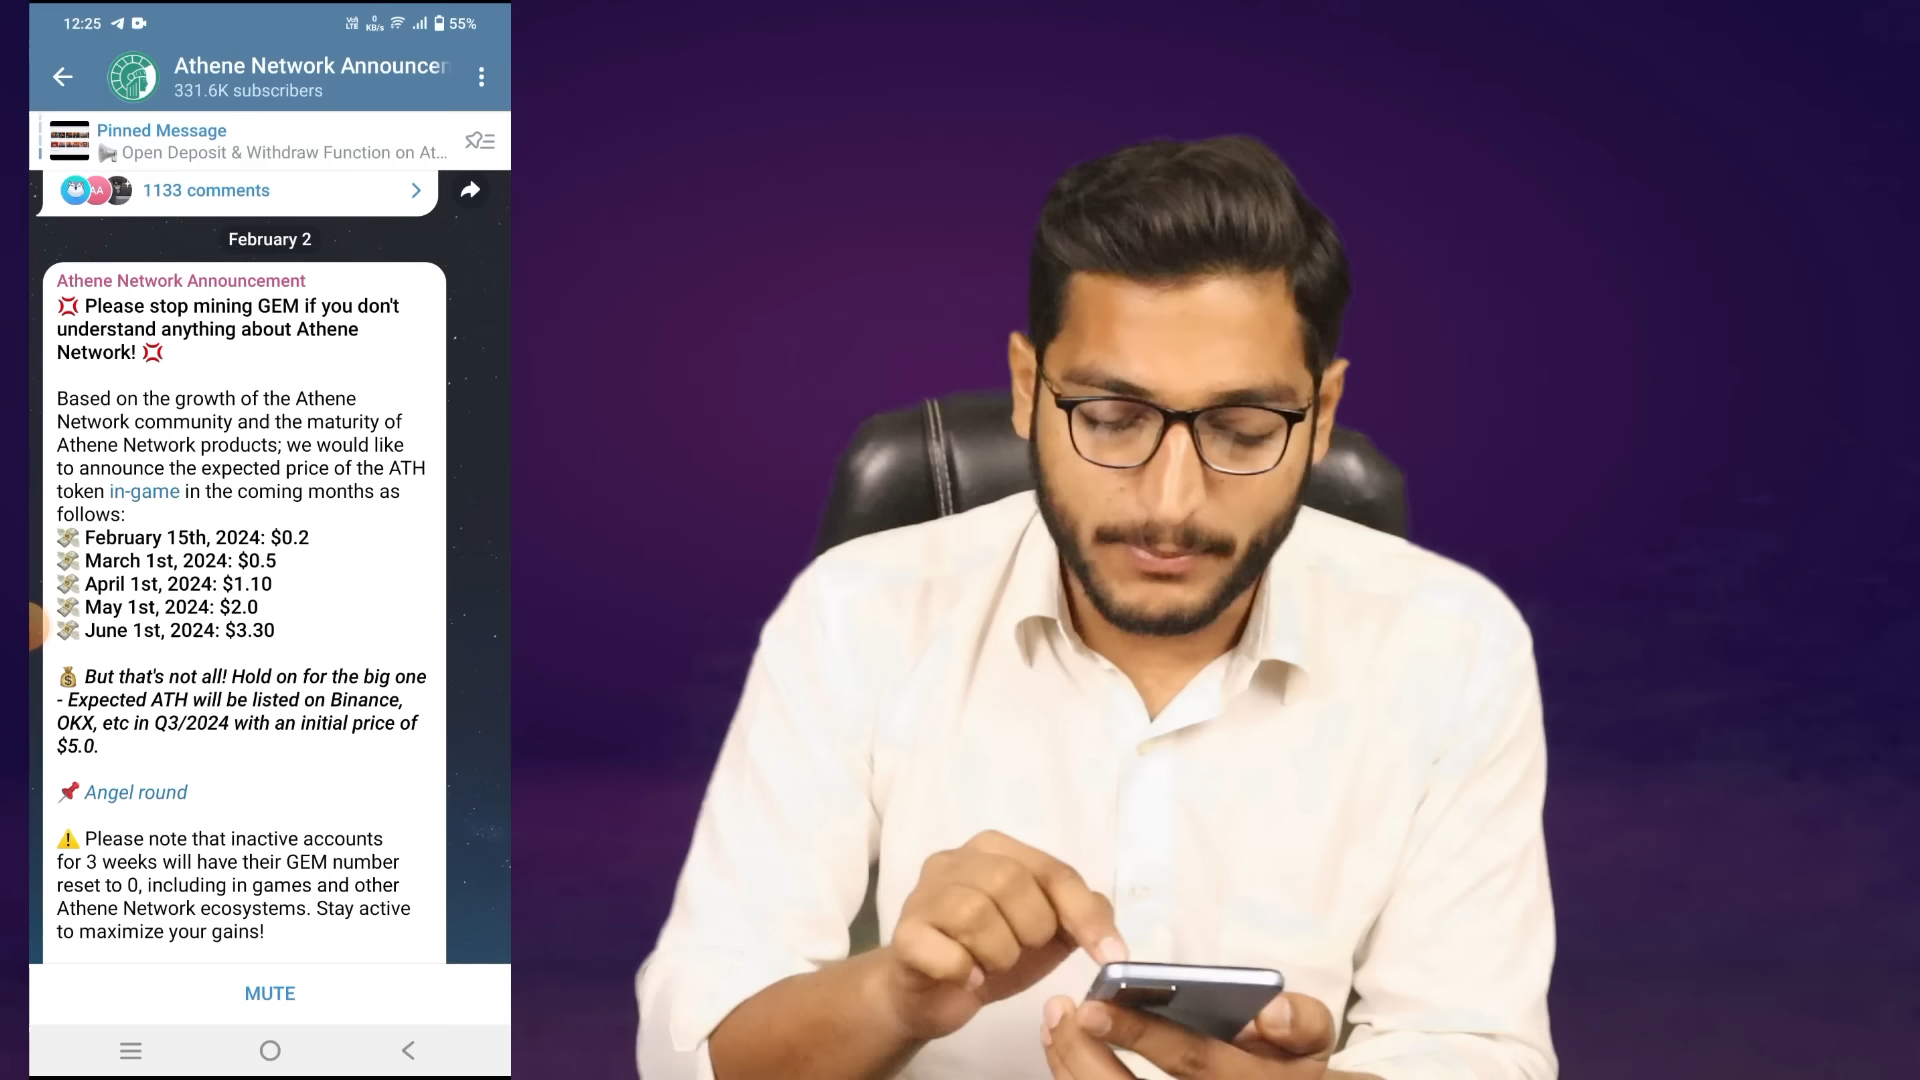 12:25
Vo)
LTE
0
KB/s
55%
Athene Network Announcen
331.6K subscribers
Pinned Message
Open Deposit & Withdraw Function on At...
AA
1133 comments
February 2
Athene Network Announcement
Please stop mining GEM if you don't
understand anything about Athene
Network!
Based on the growth of the Athene
Network community and the maturity of
Athene Network products; we would like
to announce the expected price of the ATH
token in-game in the coming months as
follows:
February 15th, 2024: $0.2
March 1st, 2024: $0.5
April 1st, 2024: $1.10
May 1st, 2024: $2.0
June 1st, 2024: $3.30
But that's not all! Hold on for the big one
- Expected ATH will be listed on Binance,
OKX, etc in Q3/2024 with an initial price of
$5.0.
Angel round
Please note that inactive accounts
for 3 weeks will have their GEM number
reset to 0, including in games and other
Athene Network ecosystems. Stay active
to maximize your gains!
MUTE